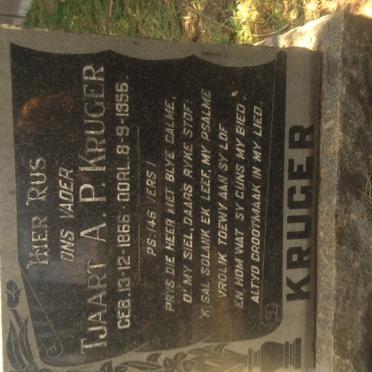 HIER RUS
ONS VADER
TJAART A. P. KRUGER
GEB. 13-12-1866 OORL. 8-9-1956.
PS. 146 VERS 1
PRYS DIE HEER MET BLYE GALME,
O! MY SIEL, DAAR'S RYKE STOF!
'K SAL SOLANK EK LEEF, MY PSALME
VROLIK TOEWY AAN SY LOF
EN HOM WAT SY GUNS MY BIED
ALTYD GROOTMAAK IN MY LIED.
KRUGER